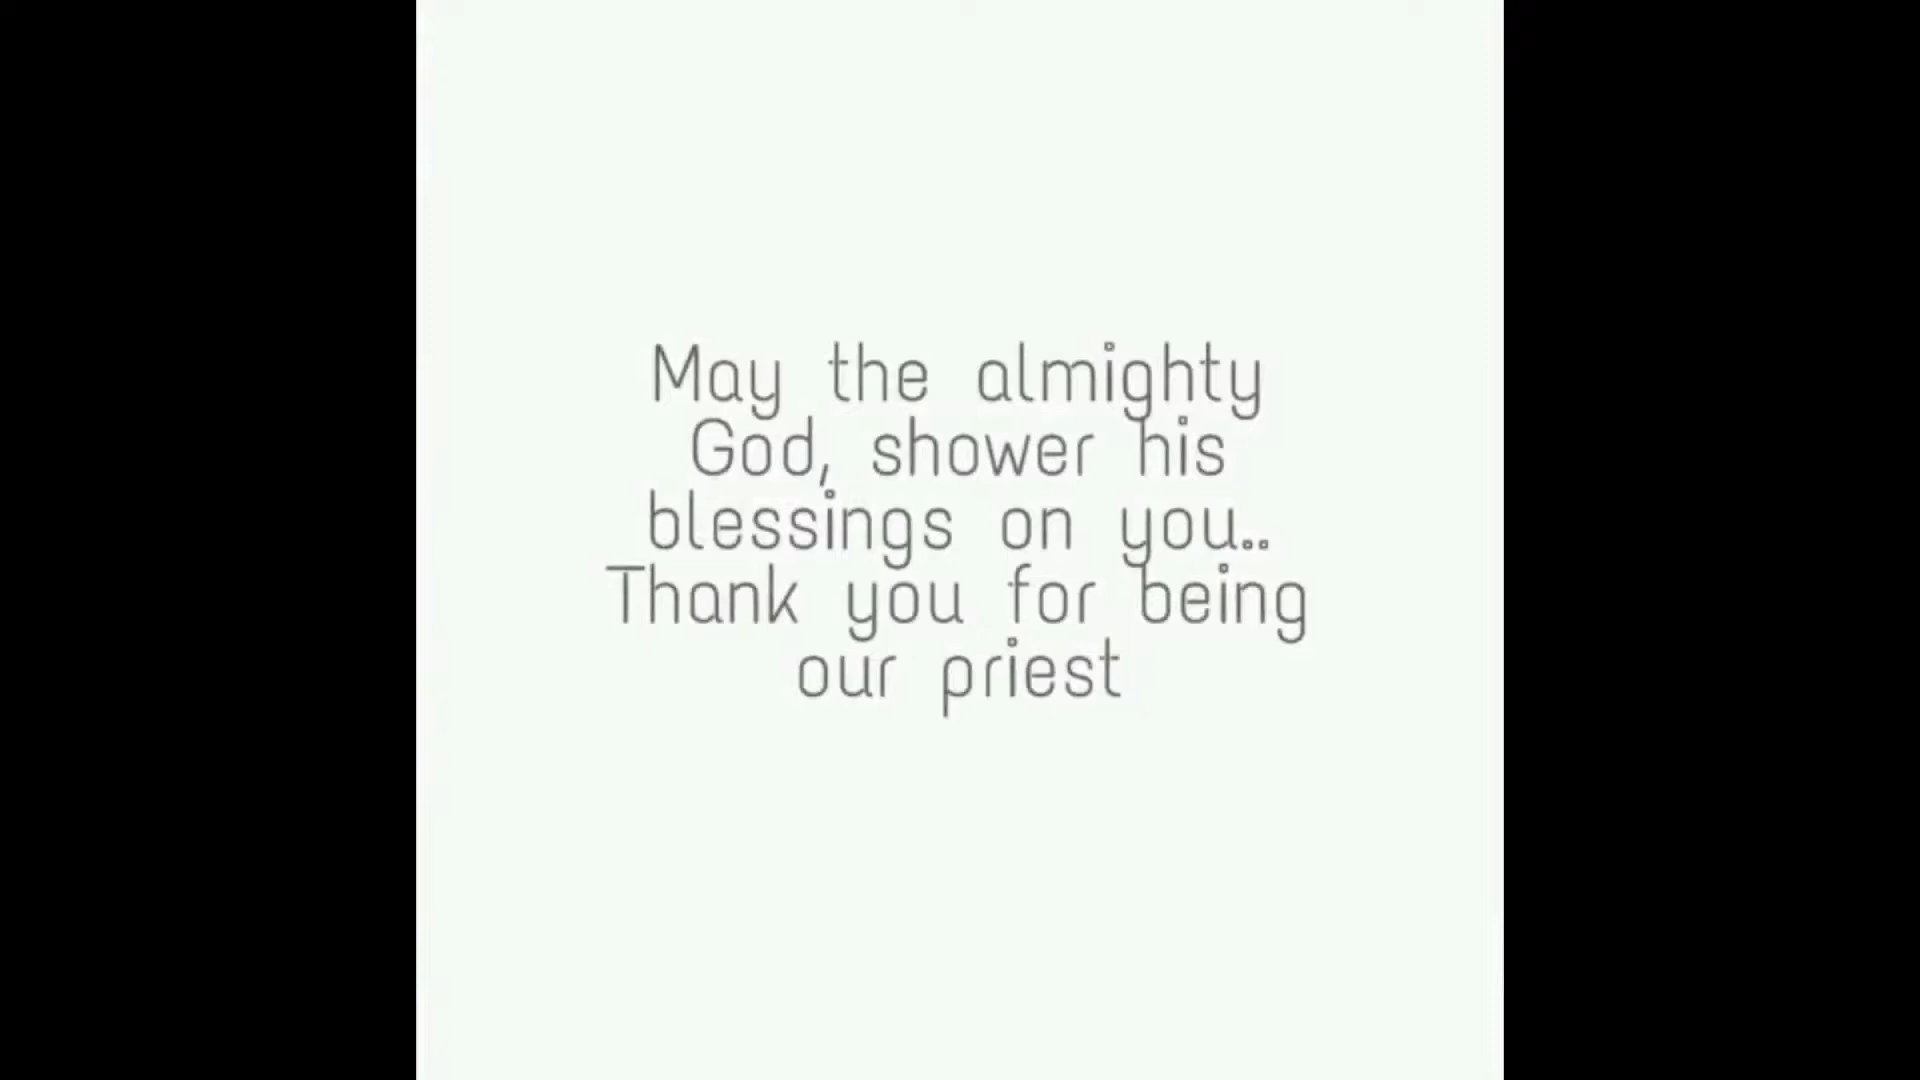 May the almighty
God, shower his
blessings on you..
Thank you for being
our priest